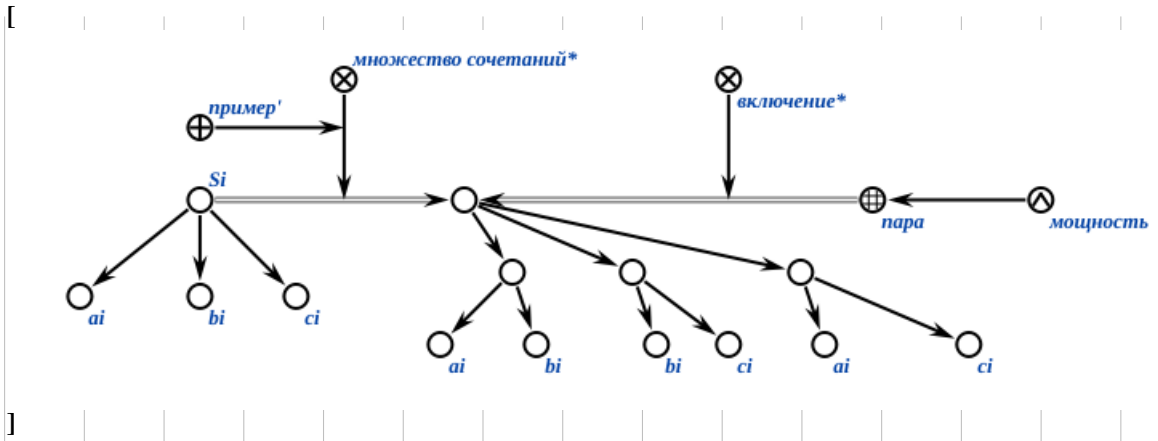 [
множество сочетаний*
включение*
пример'
Si
пара
мощность
ai
bi
ci
ai
bi
bi
ci
ai
ci
]